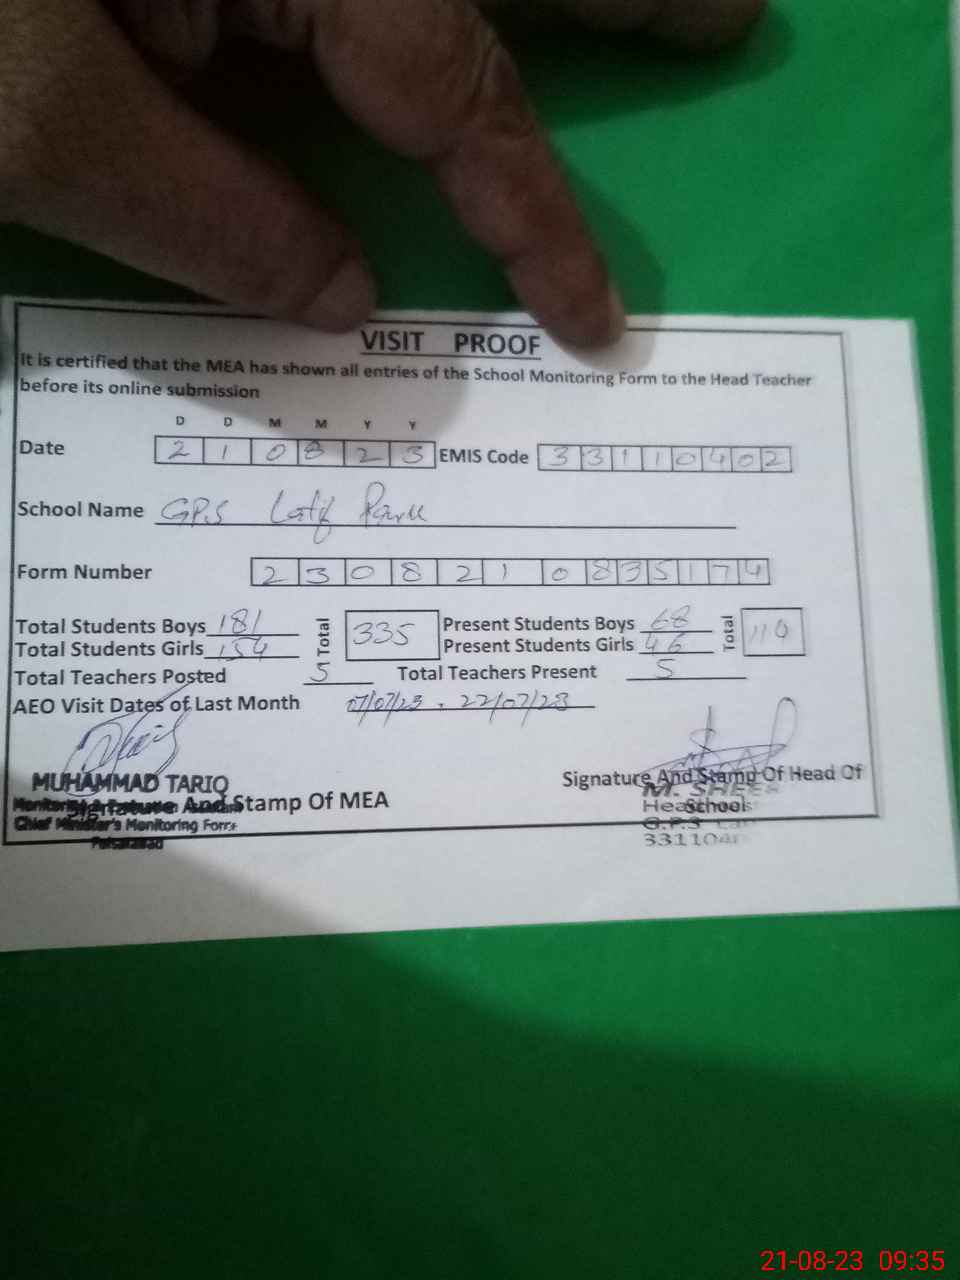 VISIT PROOF
It is certified that the MEA has shown all entries of the School Monitoring Form to the Head Teacher
before its online submission
D D M M Y Y
Date 2 1 0 8 2 3 EMIS Code 3 3 1 1 0 4 0 2
School Name GPS Latif Park
Form Number 2 3 0 8 2 1 0 8 3 5 1 7 4
Total Students Boys 181 Total 335 Present Students Boys 68 Total 114
Total Students Girls 154 Present Students Girls 46
Total Teachers Posted 5 Total Teachers Present 5
AEO Visit Dates of Last Month 07/07/23 , 22/07/23
MUHAMMAD TARIQ
Signature And Stamp Of MEA
Chief Minister's Monitoring Force
Faisalabad
Signature And Stamp Of Head Of
School
M. SHEER
Head
G.P.S
331104
21-08-23 09:35